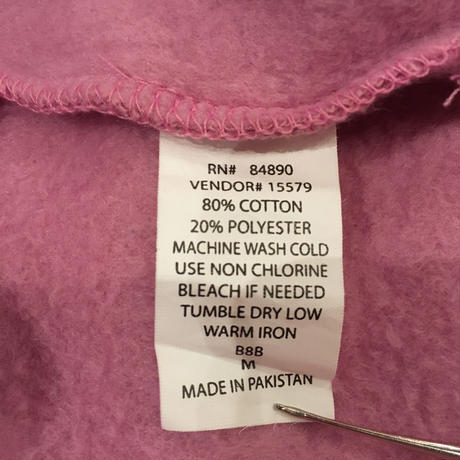 RN# 84890
VENDOR# 15579
80% COTTON
20% POLYESTER
MACHINE WASH COLD
USE NON CHLORINE
BLEACH IF NEEDED
TUMBLE DRY LOW
WARM IRON
B8B
M
MADE IN PAKISTAN